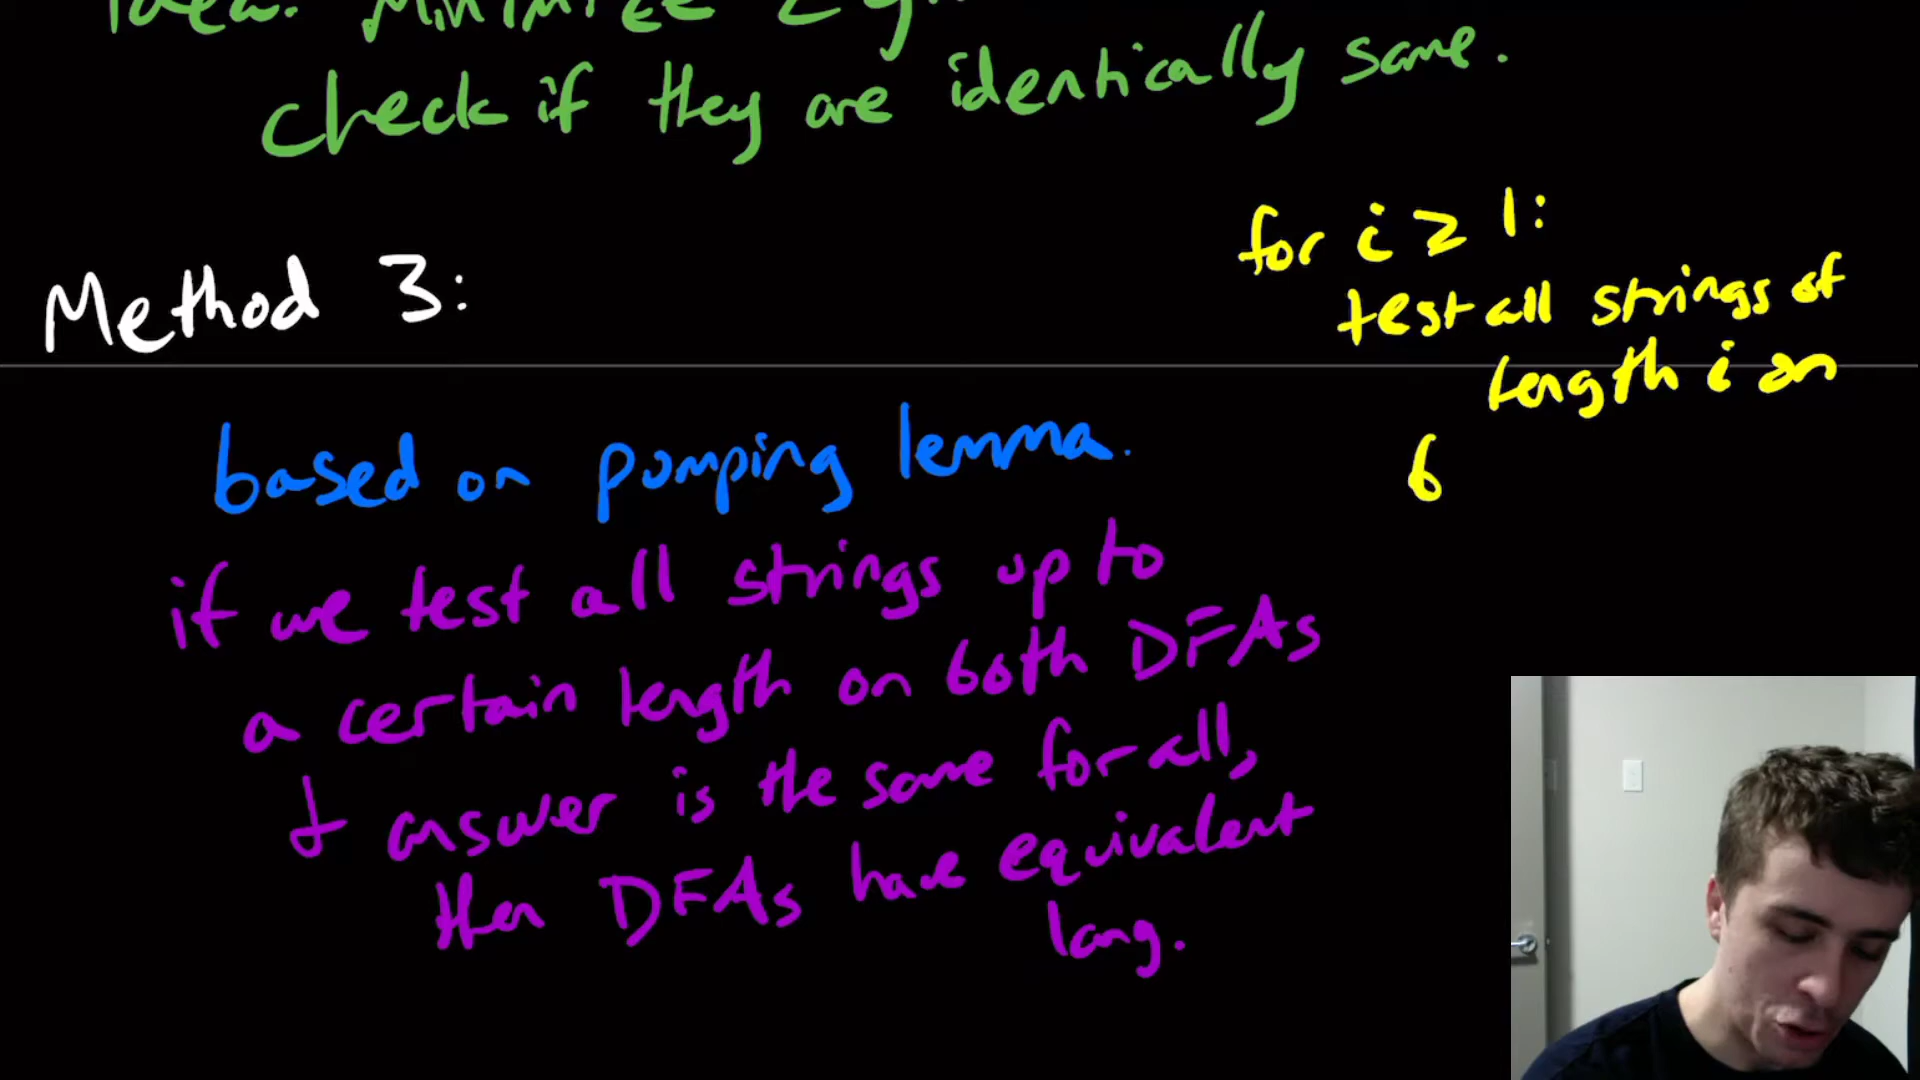 Idea: Minimize
check if they are identically same.
Method 3:
for i ≥ 1:
test all strings of
length i on
b
based on pumping lemma.
if we test all strings up to
a certain length on both DFAs
& answer is the same for all,
then DFAs have equivalent
lang.